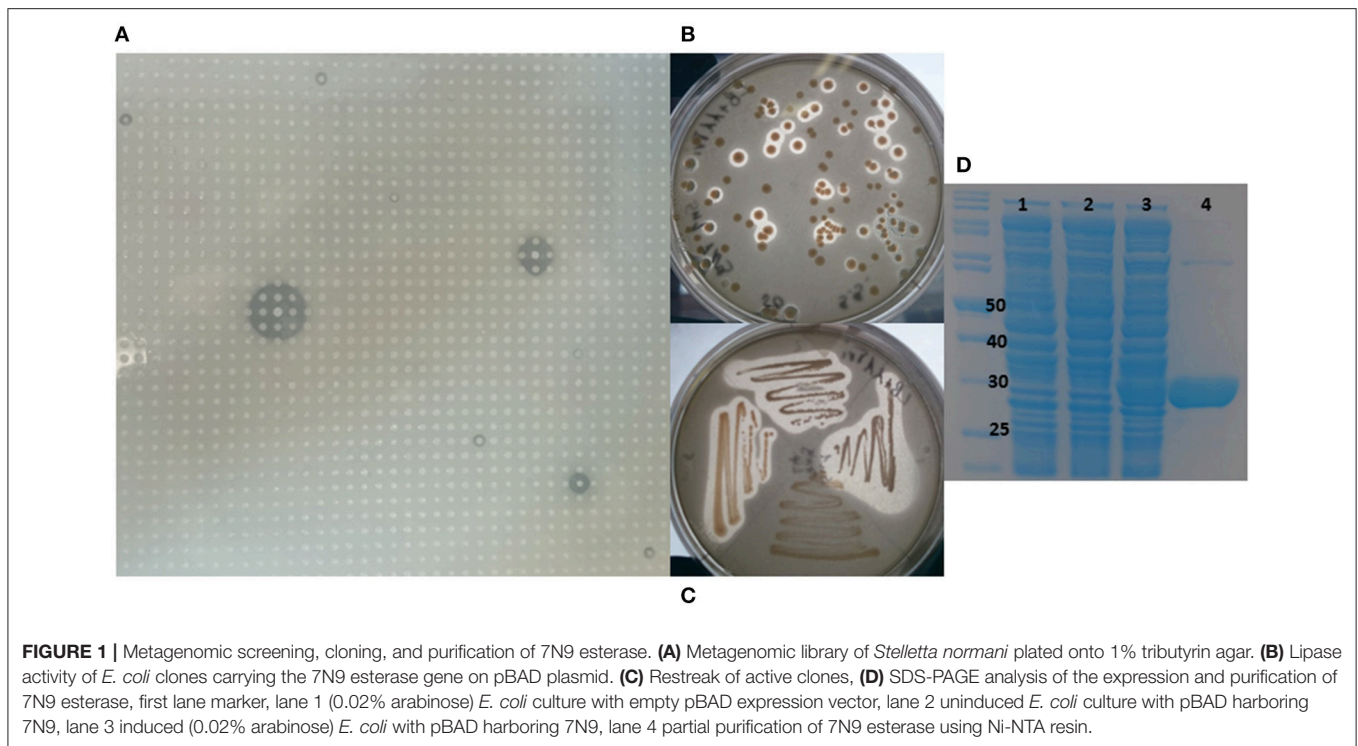 A
B
D
1 2 3 4
50
40
30
25
C
FIGURE 1 | Metagenomic screening, cloning, and purification of 7N9 esterase. (A) Metagenomic library of Stelletta normani plated onto 1% tributyrin agar. (B) Lipase
activity of E. coli clones carrying the 7N9 esterase gene on pBAD plasmid. (C) Restreak of active clones, (D) SDS-PAGE analysis of the expression and purification of
7N9 esterase, first lane marker, lane 1 (0.02% arabinose) E. coli culture with empty pBAD expression vector, lane 2 uninduced E. coli culture with pBAD harboring
7N9, lane 3 induced (0.02% arabinose) E. coli with pBAD harboring 7N9, lane 4 partial purification of 7N9 esterase using Ni-NTA resin.